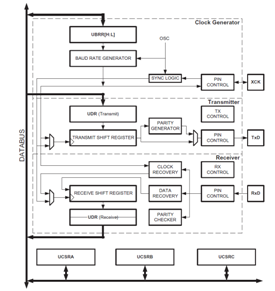 Clock Generator
UBRR[H:L]
OSC
BAUD RATE GENERATOR
SYNC LOGIC
PIN
CONTROL
XCK
Transmitter
UDR (Transmit)
TX
CONTROL
PARITY
GENERATOR
TRANSMIT SHIFT REGISTER
PIN
CONTROL
TxD
DATABUS
Receiver
CLOCK
RECOVERY
RX
CONTROL
RECEIVE SHIFT REGISTER
DATA
RECOVERY
PIN
CONTROL
RxD
UDR (Receive)
PARITY
CHECKER
UCSRA
UCSRB
UCSRC